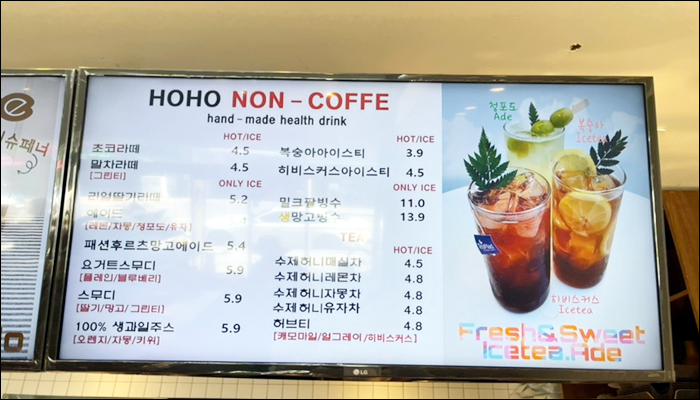 e
슈페너
HOHO NON-COFFE
hand-made health drink
HOT/ICE
초코라떼 4.5
말차라떼 4.5
[그린티]
ONLY ICE
리얼딸기라떼 5.2
에이드
[레몬/자몽/청포도/유자]
패션후르츠망고에이드 5.4
요거트스무디 5.9
[플레인/블루베리]
스무디 5.9
[딸기/망고/그린티]
100% 생과일주스 5.9
[오렌지/자몽/키위]
HOT/ICE
복숭아아이스티 3.9
히비스커스아이스티 4.5
ONLY ICE
밀크팥빙수 11.0
생망고빙수 13.9
TEA
HOT/ICE
수제허니매실차 4.5
수제허니레몬차 4.8
수제허니자몽차 4.8
수제허니유자차 4.8
허브티 4.8
[캐모마일/얼그레이/히비스커스]
청포도
Ade
복숭아
Icetea
히비스커스
Icetea
Fresh&Sweet
Icetea.Ade
LG